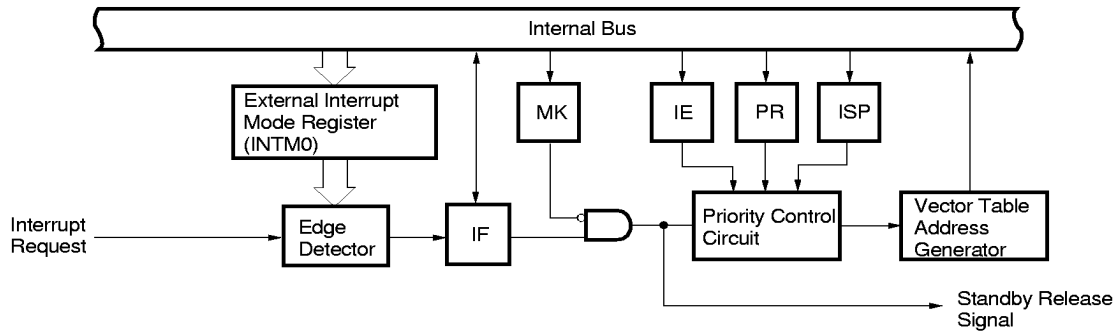 Internal Bus
External Interrupt
Mode Register
(INTM0)
MK
IE
PR
ISP
Interrupt
Request
Edge
Detector
IF
Priority Control
Circuit
Vector Table
Address
Generator
Standby Release
Signal